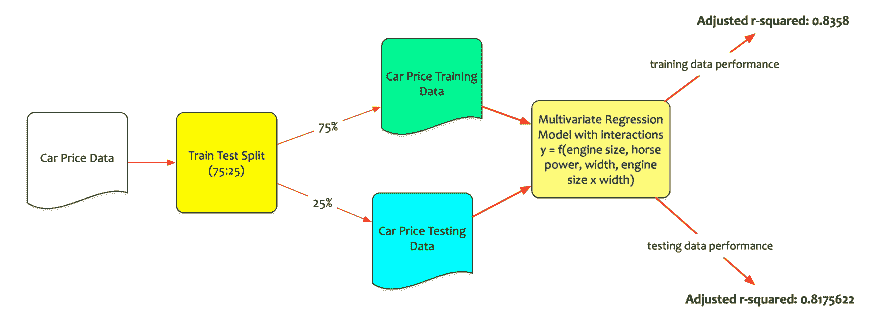 Adjusted r-squared: 0.8358
training data performance
Car Price Training
Data
75%
Multivariate Regression
Model with Interactions
y = f(engine size, horse
power, width, engine
size x width)
Car Price Data
Train Test Split
(75:25)
25%
Car Price Testing
Data
testing data performance
Adjusted r-squared: 0.8175622